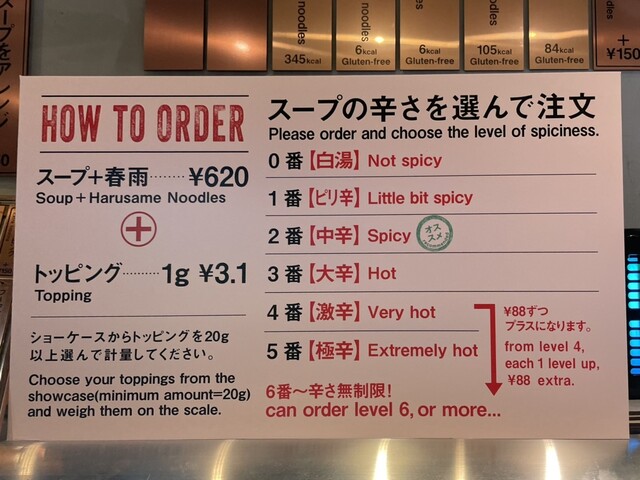 スープをアレンジ
noodles
345kcal
6kcal
Gluten-free
noodles
6kcal
Gluten-free
105kcal
Gluten-free
84kcal
Gluten-free
+
¥150
HOW TO ORDER
スープ+春雨………¥620
Soup+Harusame Noodles
+
トッピング………1g ¥3.1
Topping
ショーケースからトッピングを20g
以上選んで計量してください。
Choose your toppings from the
showcase(minimum amount=20g)
and weigh them on the scale.
スープの辛さを選んで注文
Please order and choose the level of spiciness.
0番【白湯】Not spicy
1番【ピリ辛】Little bit spicy
2番【中辛】Spicy
オス
スメ
3番【大辛】Hot
4番【激辛】Very hot
5番【極辛】Extremely hot
¥88ずつ
プラスになります。
from level 4,
each 1 level up,
¥88 extra.
6番〜辛さ無制限!
can order level 6, or more...